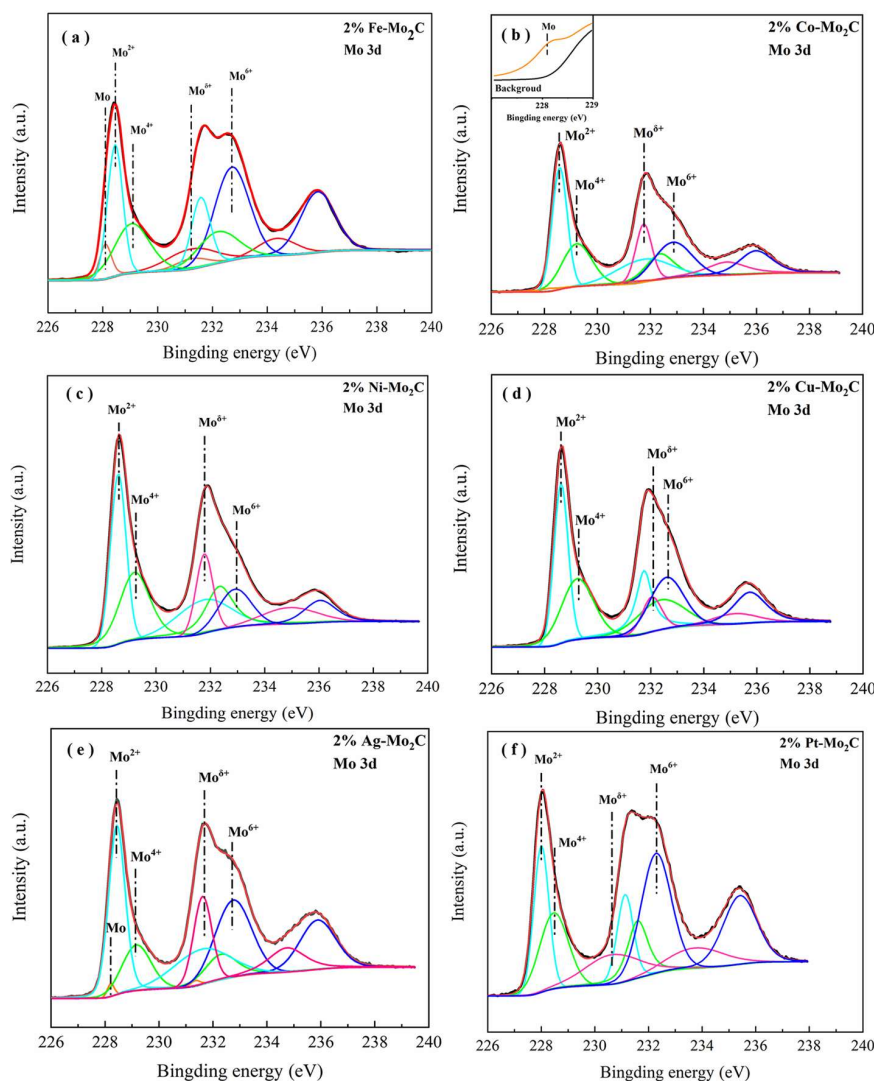 ( a )
2% Fe-Mo₂C
Mo 3d
Mo²⁺
Mo
Mo⁴⁺
Mo^δ+
Mo⁶⁺
Intensity (a.u.)
226 228 230 232 234 236 238 240
Bingding energy (eV)
( b )
2% Co-Mo₂C
Mo 3d
Mo
Backgroud
228 229
Bingding energy (eV)
Mo²⁺
Mo⁴⁺
Mo^δ+
Mo⁶⁺
Intensity (a.u.)
226 228 230 232 234 236 238 240
Bingding energy (eV)
( c )
2% Ni-Mo₂C
Mo 3d
Mo²⁺
Mo⁴⁺
Mo^δ+
Mo⁶⁺
Intensity (a.u.)
226 228 230 232 234 236 238 240
Bingding energy (eV)
( d )
2% Cu-Mo₂C
Mo 3d
Mo²⁺
Mo⁴⁺
Mo^δ+
Mo⁶⁺
Intensity (a.u.)
226 228 230 232 234 236 238 240
Bingding energy (eV)
( e )
2% Ag-Mo₂C
Mo 3d
Mo²⁺
Mo⁴⁺
Mo
Mo^δ+
Mo⁶⁺
Intensity (a.u.)
226 228 230 232 234 236 238 240
Bingding energy (eV)
( f )
2% Pt-Mo₂C
Mo 3d
Mo²⁺
Mo⁴⁺
Mo^δ+
Mo⁶⁺
Intensity (a.u.)
226 228 230 232 234 236 238 240
Bingding energy (eV)